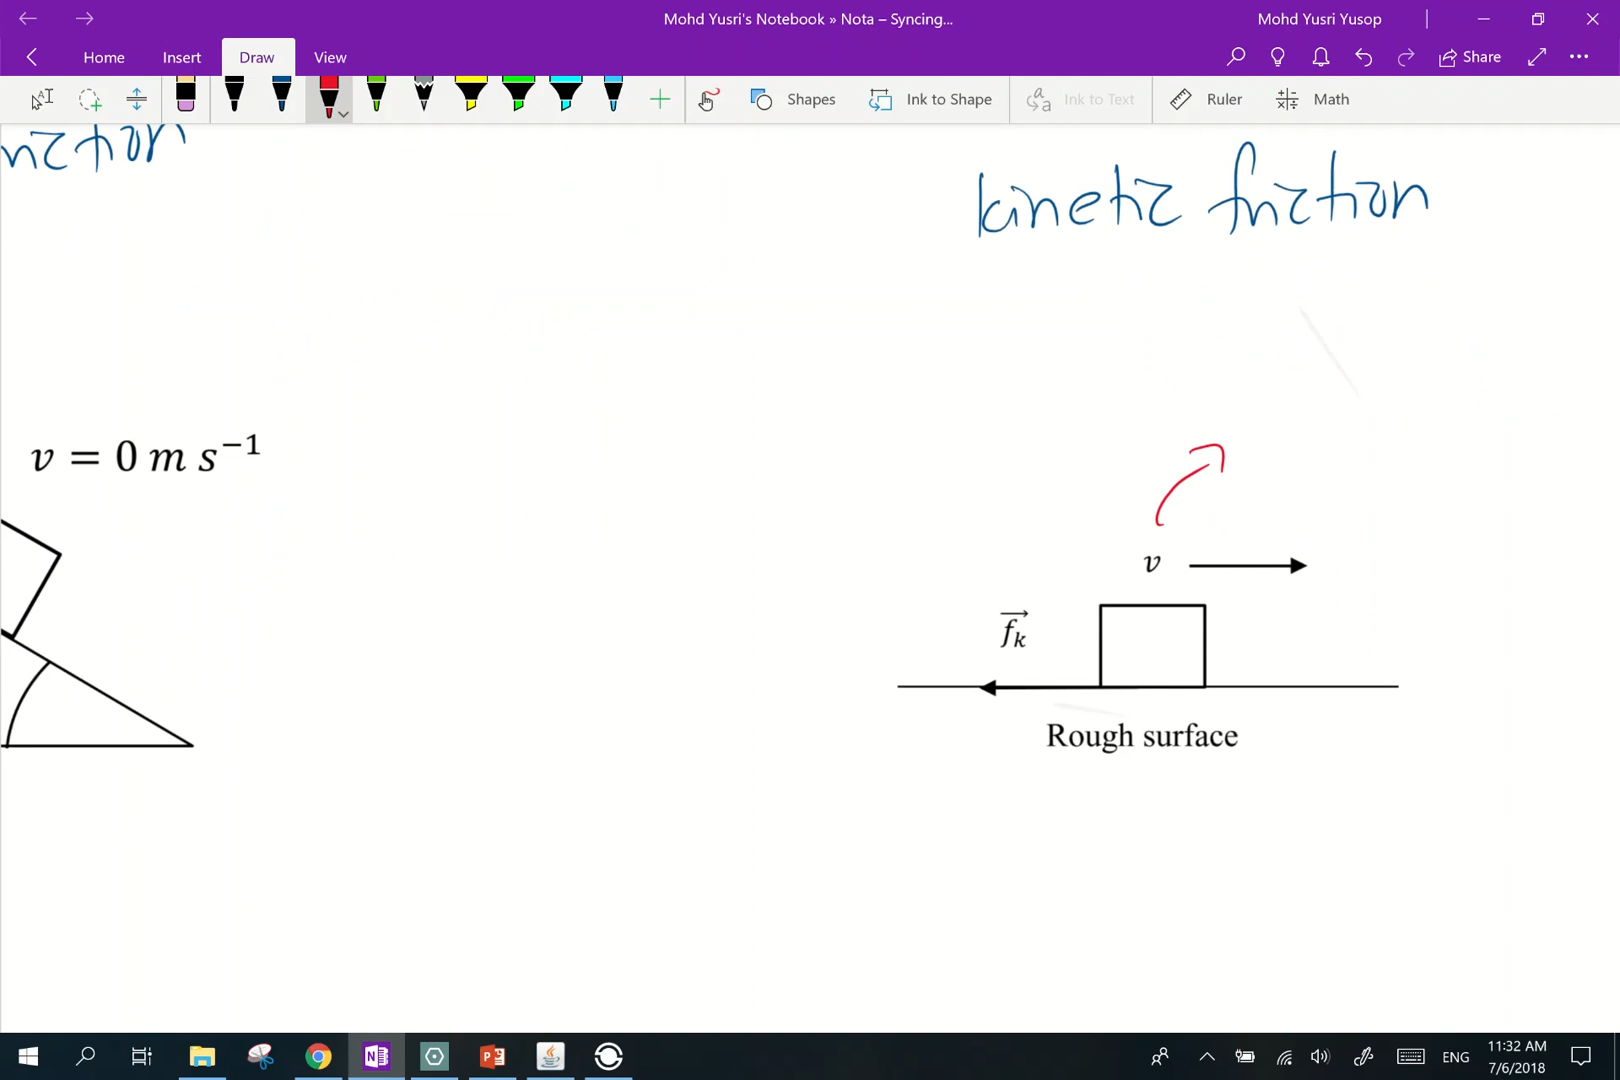 Mohd Yusri's Notebook » Nota – Syncing...
Mohd Yusri Yusop
Home Insert Draw View
Share
Shapes Ink to Shape Ink to Text Ruler Math
kinetic friction
v = 0 m s⁻¹
v
f⃗ₖ
Rough surface
ENG
11:32 AM
7/6/2018